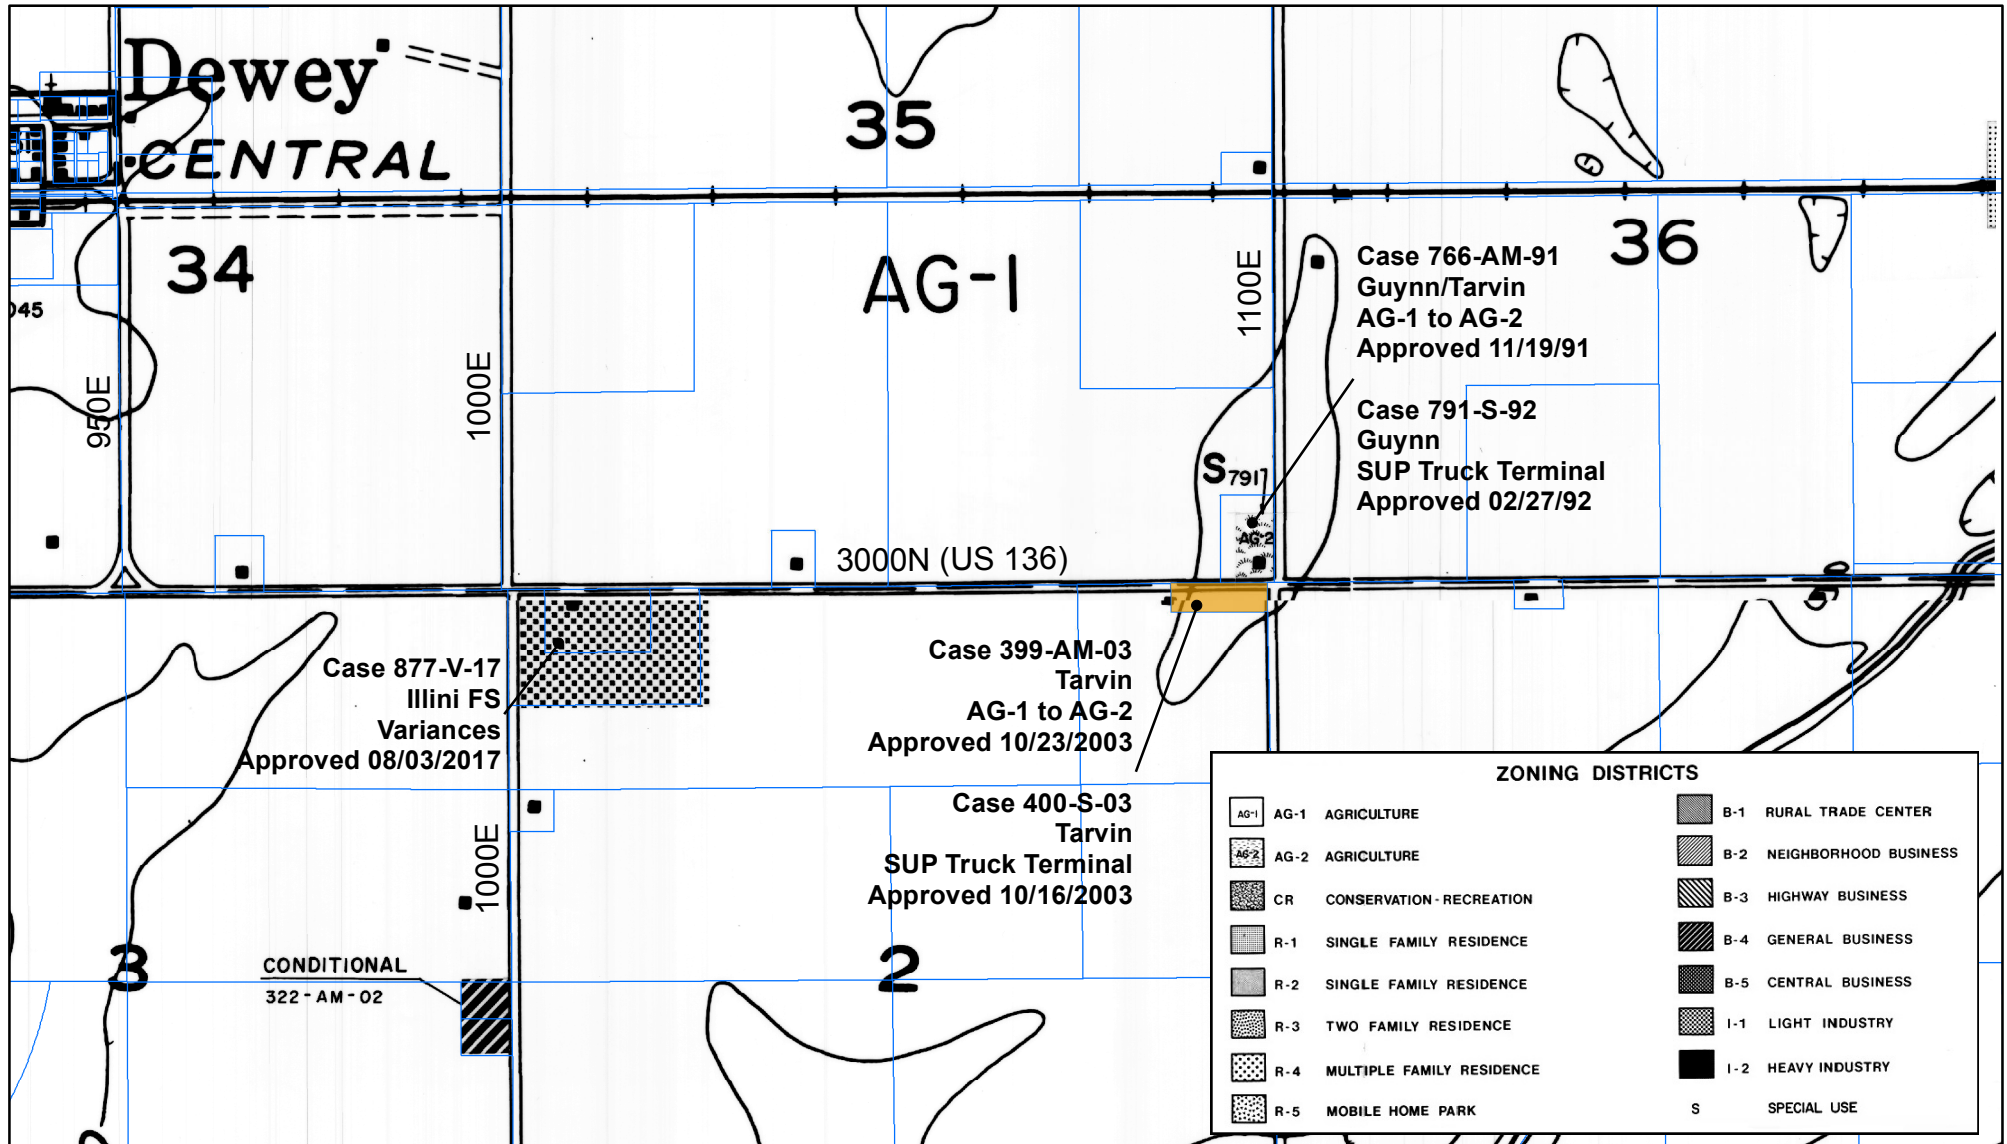 Dewey
CENTRAL
35
34
AG-1
36
950E
1000E
1100E
Case 766-AM-91
Guynn/Tarvin
AG-1 to AG-2
Approved 11/19/91
Case 791-S-92
Guynn
SUP Truck Terminal
Approved 02/27/92
S791
AG-2
3000N (US 136)
Case 877-V-17
Illini FS
Variances
Approved 08/03/2017
Case 399-AM-03
Tarvin
AG-1 to AG-2
Approved 10/23/2003
Case 400-S-03
Tarvin
SUP Truck Terminal
Approved 10/16/2003
1000E
3
2
CONDITIONAL
322-AM-02
ZONING DISTRICTS
AG-1 AG-1 AGRICULTURE
AG-2 AG-2 AGRICULTURE
CR CONSERVATION-RECREATION
R-1 SINGLE FAMILY RESIDENCE
R-2 SINGLE FAMILY RESIDENCE
R-3 TWO FAMILY RESIDENCE
R-4 MULTIPLE FAMILY RESIDENCE
R-5 MOBILE HOME PARK
B-1 RURAL TRADE CENTER
B-2 NEIGHBORHOOD BUSINESS
B-3 HIGHWAY BUSINESS
B-4 GENERAL BUSINESS
B-5 CENTRAL BUSINESS
I-1 LIGHT INDUSTRY
I-2 HEAVY INDUSTRY
S SPECIAL USE